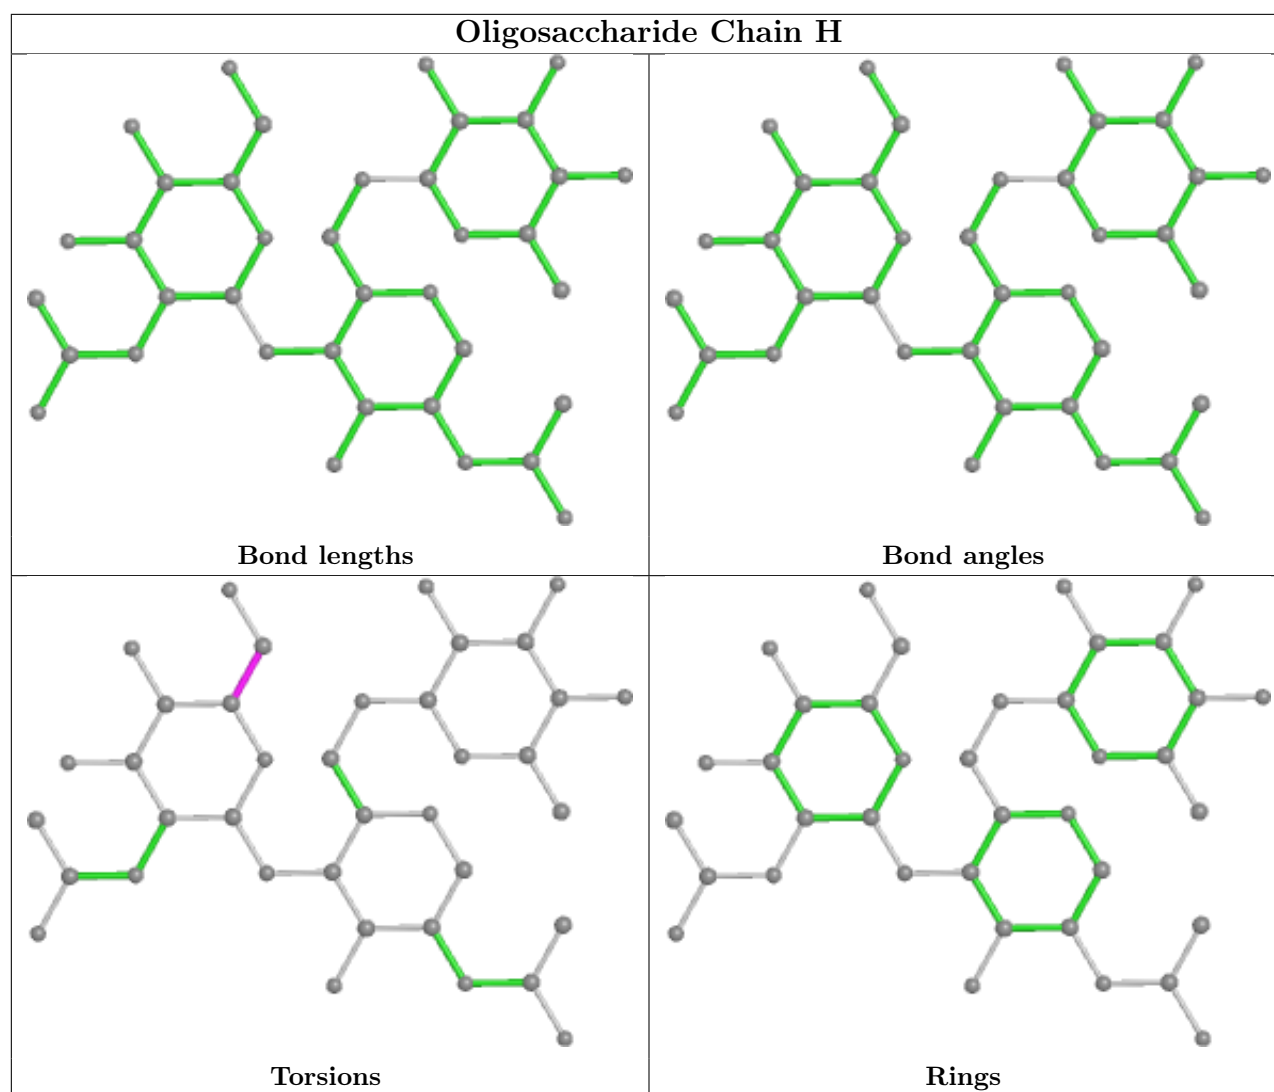 Oligosaccharide Chain H
Bond lengths
Bond angles
Torsions
Rings